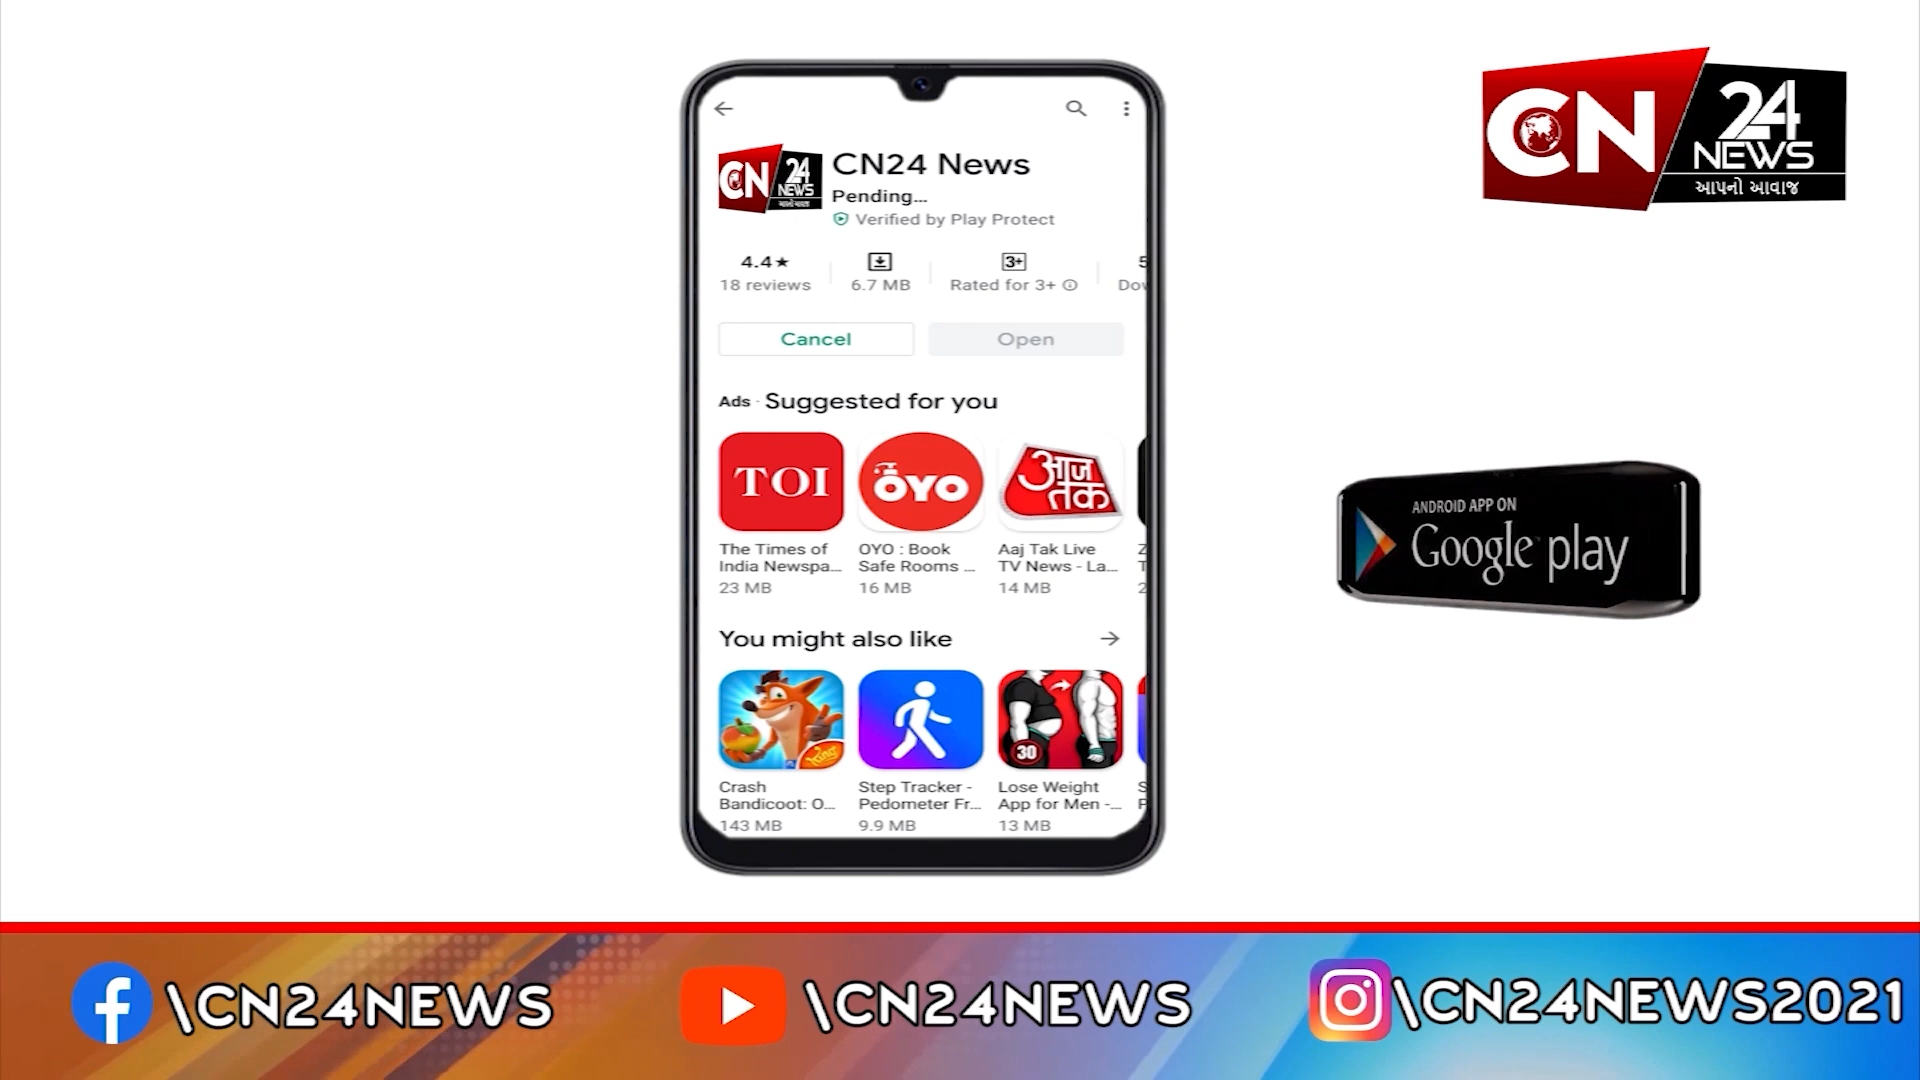 CN24 News
Pending...
Verified by Play Protect
4.4★
18 reviews
6.7 MB
3+
Rated for 3+
Cancel
Open
Ads · Suggested for you
TOI
OYO
आज तक
The Times of
India Newspa...
23 MB
OYO : Book
Safe Rooms ...
16 MB
Aaj Tak Live
TV News - La...
14 MB
You might also like
King
30
Crash
Bandicoot: O...
143 MB
Step Tracker -
Pedometer Fr...
9.9 MB
Lose Weight
App for Men -...
13 MB
CN
24
NEWS
આપનો આવાજ
CN
24
NEWS
ANDROID APP ON
Google play
\CN24NEWS
\CN24NEWS
\CN24NEWS2021